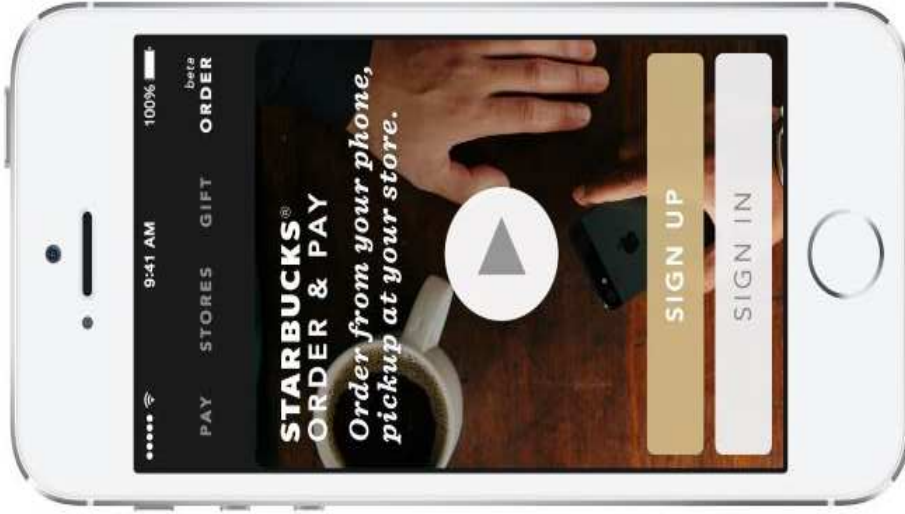 9:41 AM 100%
PAY STORES GIFT ORDER beta
STARBUCKS®
ORDER & PAY
Order from your phone,
pickup at your store.
SIGN UP
SIGN IN